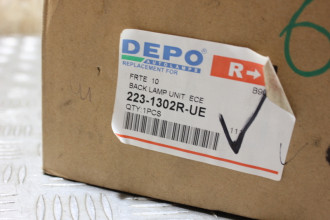 DEPO
AUTOLAMPS
REPLACEMENT FOR
R→
FRTE 10
BACK LAMP UNIT ECE
223-1302R-UE
QTY:1PCS